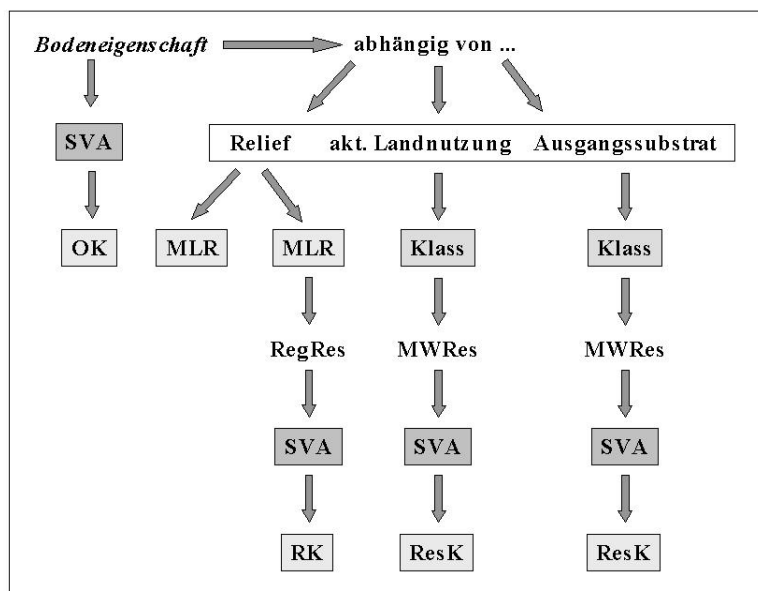 Bodeneigenschaft abhängig von ...
SVA Relief akt. Landnutzung Ausgangssubstrat
OK MLR MLR Klass Klass
RegRes MWRes MWRes
SVA SVA SVA
RK ResK ResK